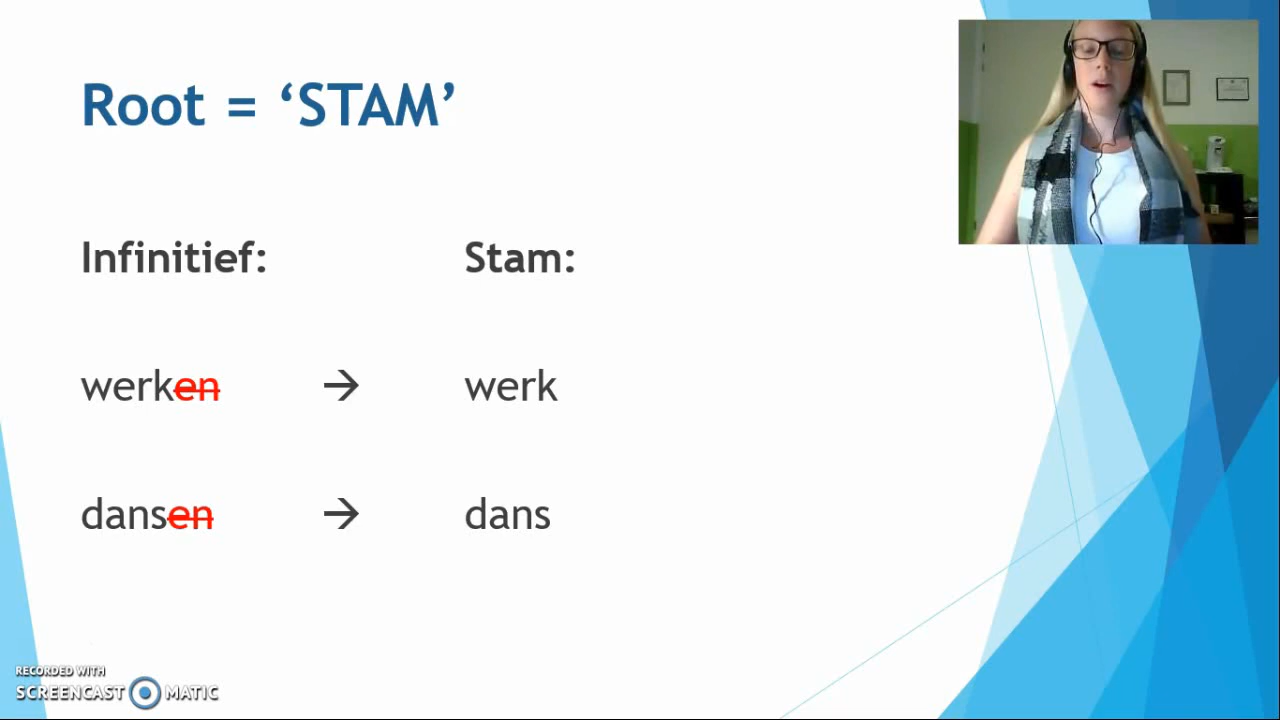 Root = ‘STAM’
Infinitief: Stam:
werken → werk
dansen → dans
RECORDED WITH
SCREENCAST MATIC